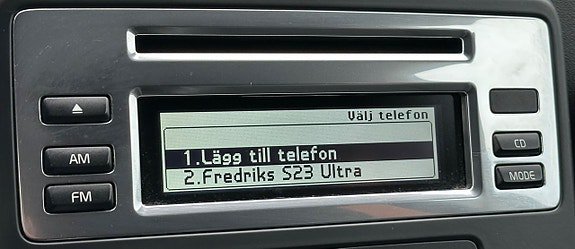 Välj telefon
1.Lägg till telefon
2.Fredriks S23 Ultra
AM
FM
CD
MODE